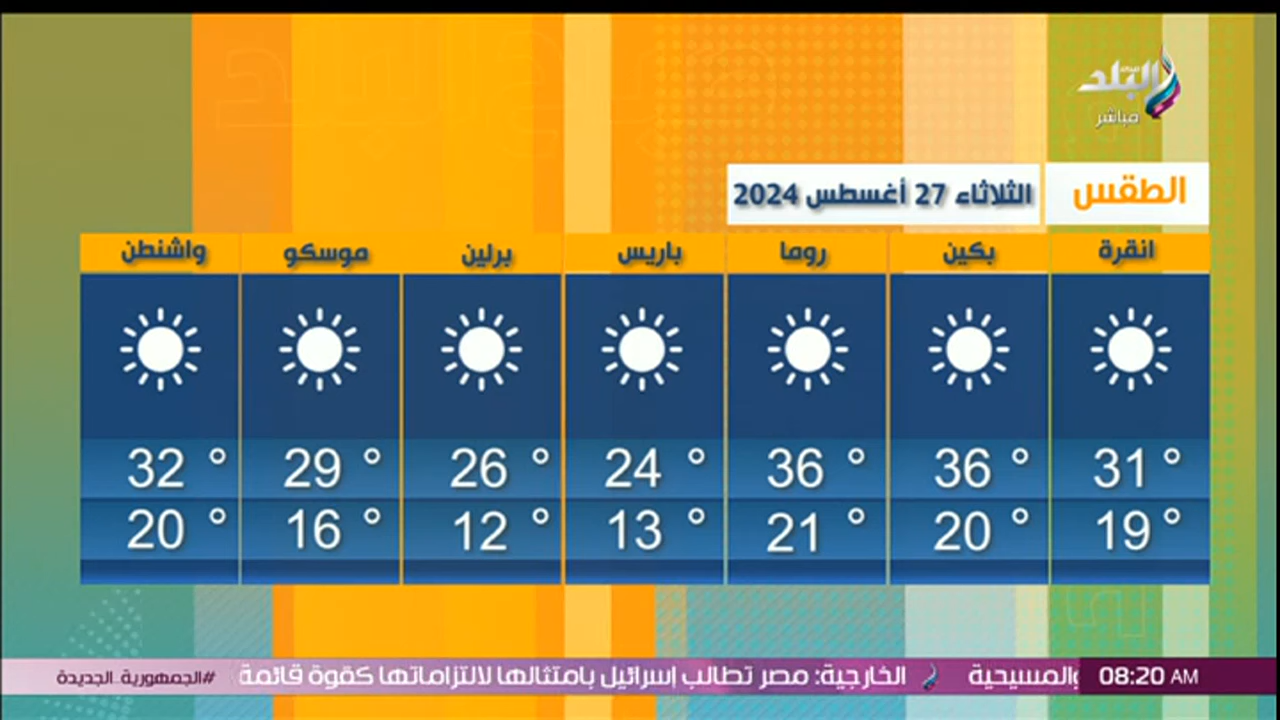 صدى البلد
مباشر
الطقس الثلاثاء 27 أغسطس 2024
انقرة بكين روما باريس برلين موسكو واشنطن
31° 36° 36° 24° 26° 29° 32°
19° 20° 21° 13° 12° 16° 20°
08:20 AM والمسيحية الخارجية: مصر تطالب إسرائيل بامتثالها لالتزاماتها كقوة قائمة #الجمهورية_الجديدة